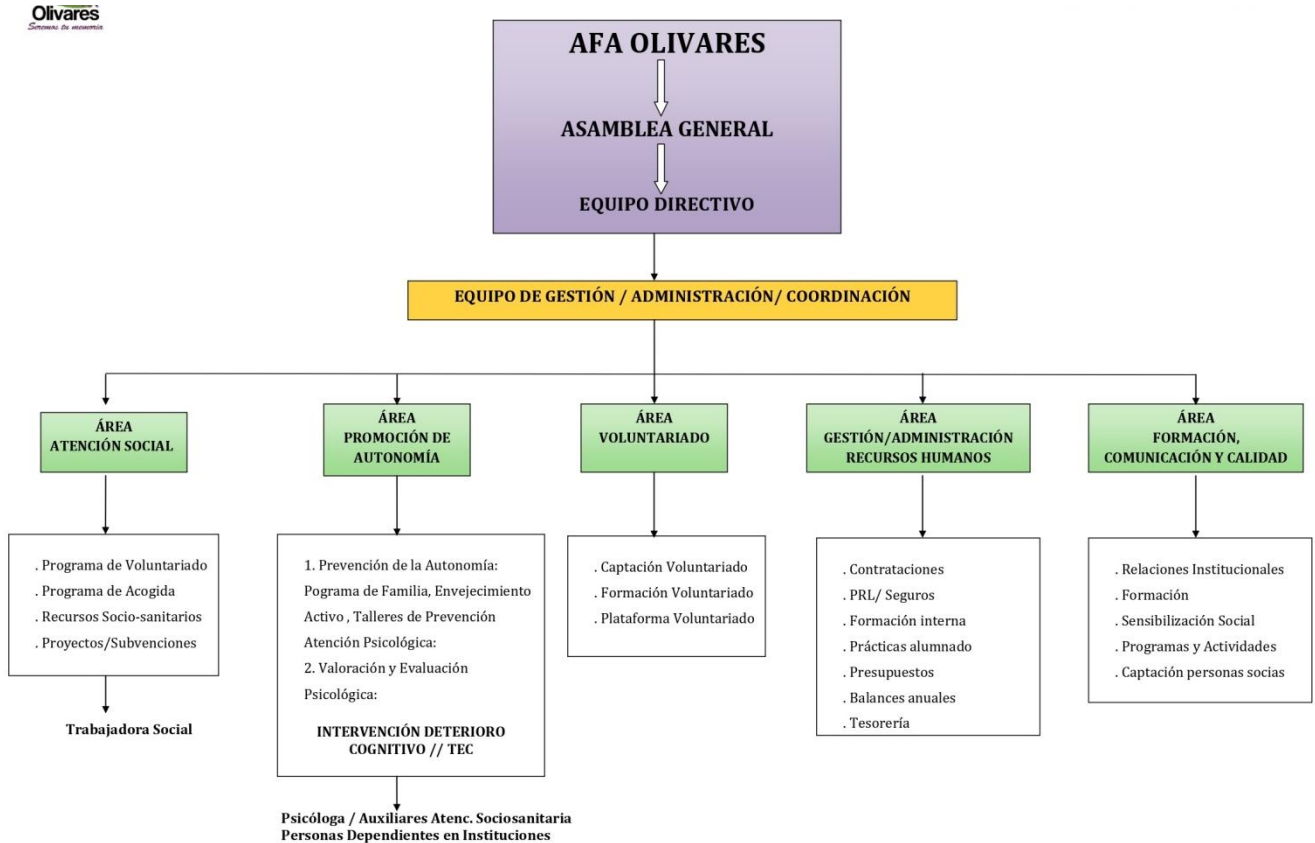 Olivares
Seremos tu memoria
AFA OLIVARES
ASAMBLEA GENERAL
EQUIPO DIRECTIVO
EQUIPO DE GESTIÓN / ADMINISTRACIÓN/ COORDINACIÓN
ÁREA
ATENCIÓN SOCIAL
. Programa de Voluntariado
. Programa de Acogida
. Recursos Socio-sanitarios
. Proyectos/Subvenciones
Trabajadora Social
ÁREA
PROMOCIÓN DE
AUTONOMÍA
1. Prevención de la Autonomía:
Pograma de Familia, Envejecimiento
Activo , Talleres de Prevención
Atención Psicológica:
2. Valoración y Evaluación
Psicológica:
INTERVENCIÓN DETERIORO
COGNITIVO // TEC
Psicóloga / Auxiliares Atenc. Sociosanitaria
Personas Dependientes en Instituciones
ÁREA
VOLUNTARIADO
. Captación Voluntariado
. Formación Voluntariado
. Plataforma Voluntariado
ÁREA
GESTIÓN/ADMINISTRACIÓN
RECURSOS HUMANOS
. Contrataciones
. PRL/ Seguros
. Formación interna
. Prácticas alumnado
. Presupuestos
. Balances anuales
. Tesorería
ÁREA
FORMACIÓN,
COMUNICACIÓN Y CALIDAD
. Relaciones Institucionales
. Formación
. Sensibilización Social
. Programas y Actividades
. Captación personas socias